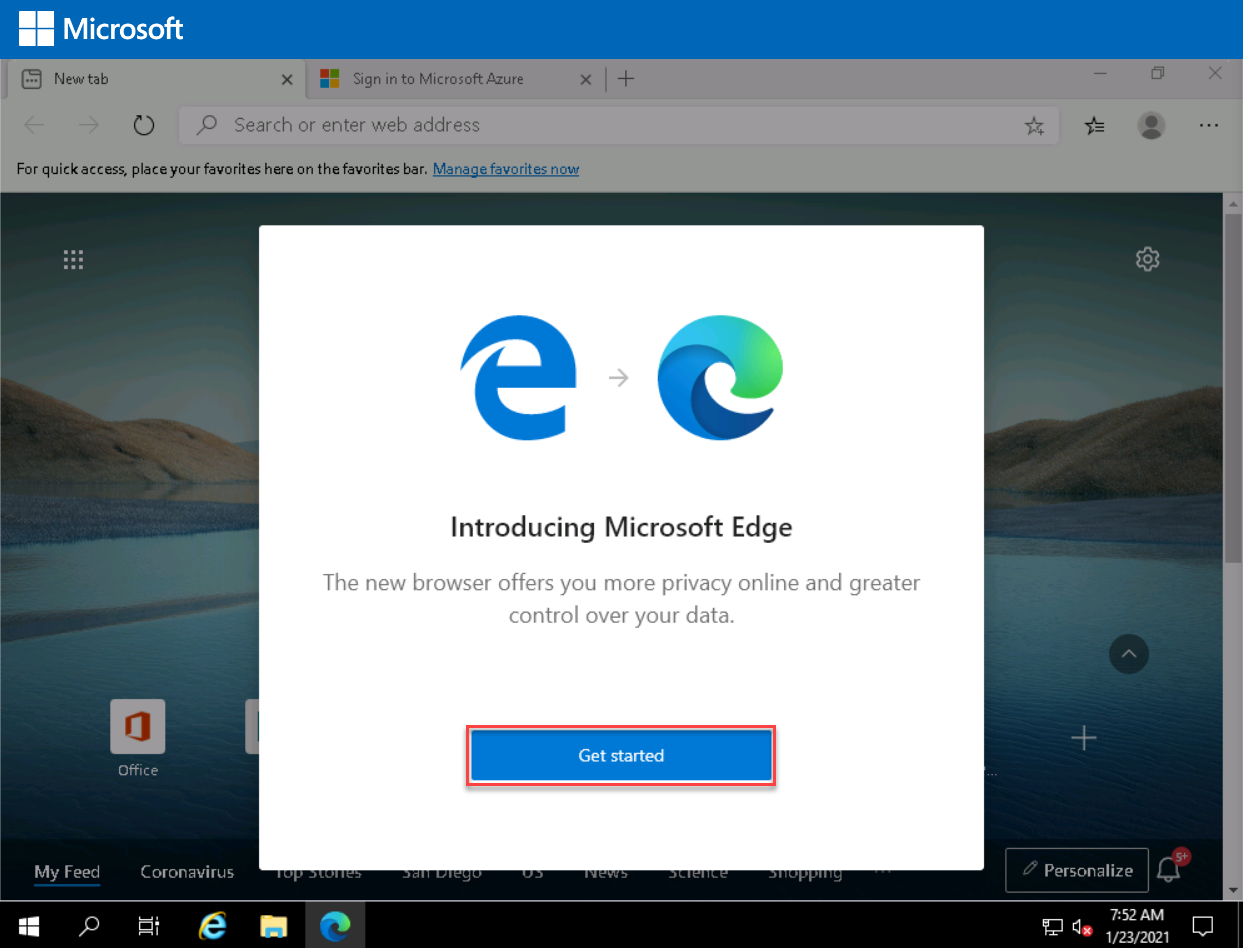 Microsoft
New tab
Sign in to Microsoft Azure
Search or enter web address
For quick access, place your favorites here on the favorites bar. Manage favorites now
Introducing Microsoft Edge
The new browser offers you more privacy online and greater
control over your data.
Get started
Office
...
My Feed Coronavirus Top Stories San Diego US News Science Shopping ...
Personalize
5+
7:52 AM
1/23/2021